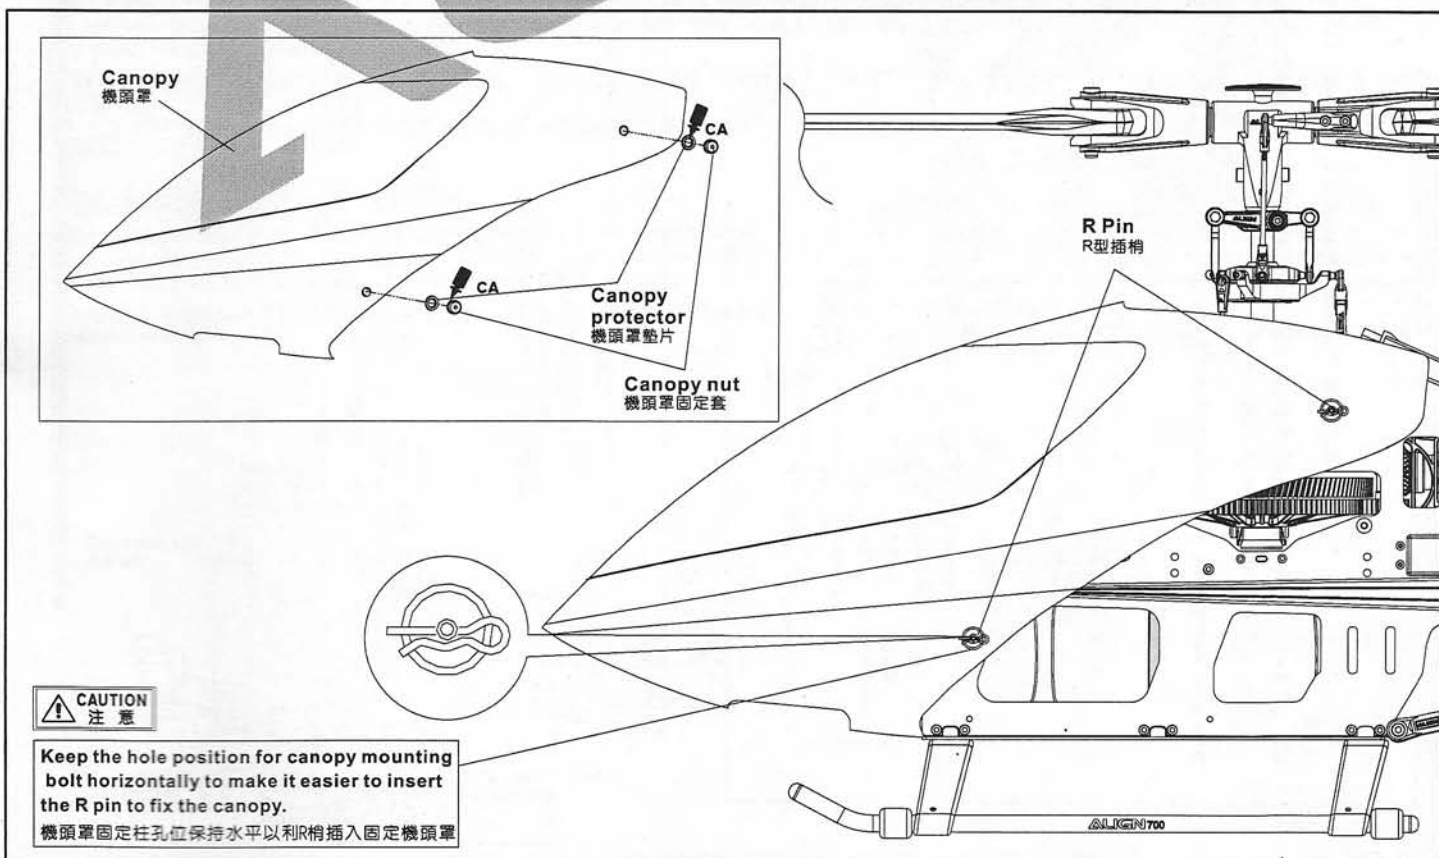 Canopy
機頭罩
CA
CA
Canopy
protector
機頭罩墊片
Canopy nut
機頭罩固定套
R Pin
R型插梢
CAUTION
注 意
Keep the hole position for canopy mounting
bolt horizontally to make it easier to insert
the R pin to fix the canopy.
機頭罩固定柱孔位保持水平以利R梢插入固定機頭罩
ALIGN 700